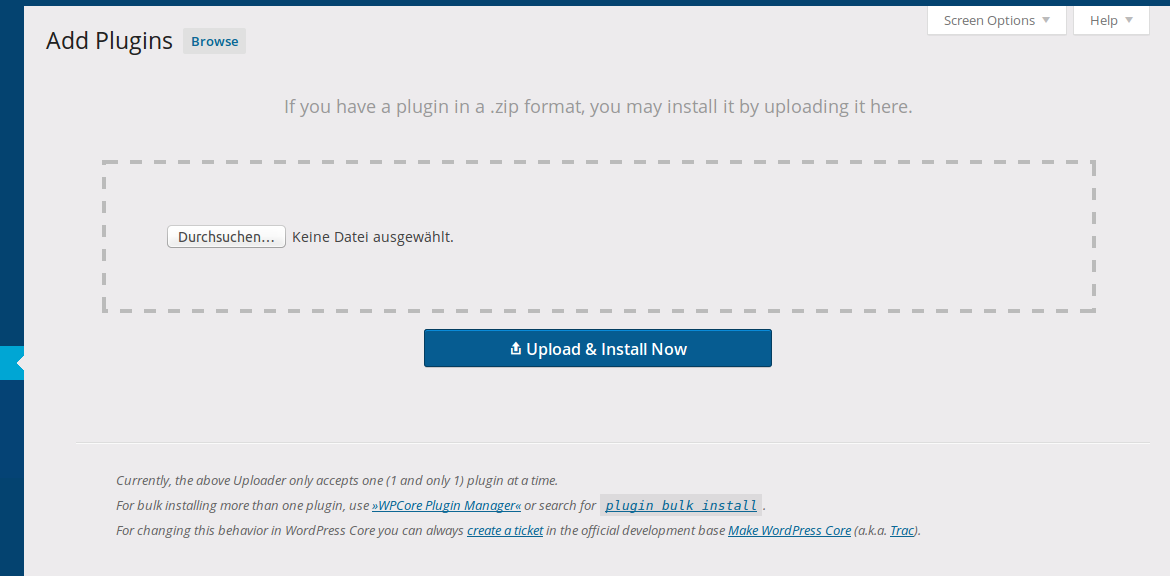 Screen Options
Help
Add Plugins Browse
If you have a plugin in a .zip format, you may install it by uploading it here.
Durchsuchen... Keine Datei ausgewählt.
Upload & Install Now
Currently, the above Uploader only accepts one (1 and only 1) plugin at a time.
For bulk installing more than one plugin, use »WPCore Plugin Manager« or search for plugin bulk install.
For changing this behavior in WordPress Core you can always create a ticket in the official development base Make WordPress Core (a.k.a. Trac).